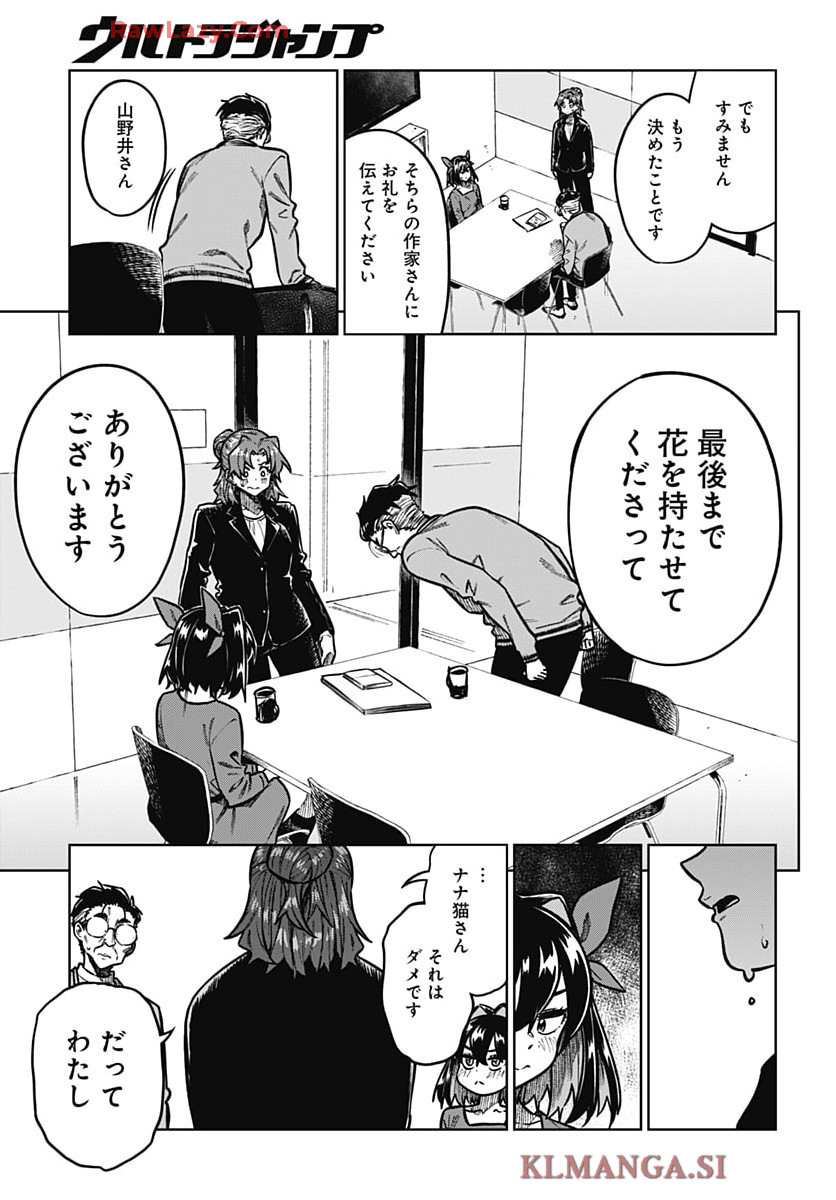 ウルトラジャンプ
RawLazy.Com
でも
すみません
もう
決めたことです
そちらの作家さんに
お礼を
伝えてください
山野井さん
最後まで
花を持たせて
くださって
ありがとう
ございます
…
ナナ猫さん
それは
ダメです
だって
わたし
KLMANGA.SI